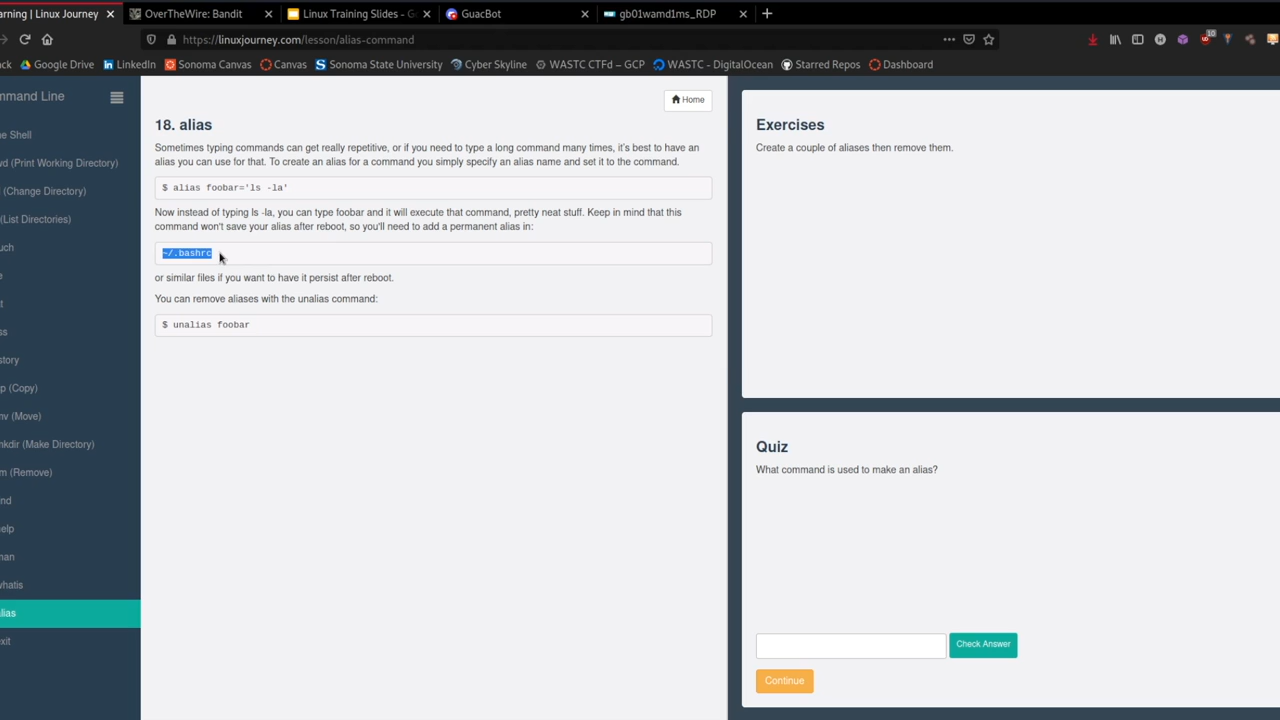 arning | Linux Journey
OverTheWire: Bandit
Linux Training Slides - G
GuacBot
gb01wamd1ms_RDP
https://linuxjourney.com/lesson/alias-command
10
ck
Google Drive
LinkedIn
Sonoma Canvas
Canvas
Sonoma State University
Cyber Skyline
WASTC CTFd – GCP
WASTC - DigitalOcean
Starred Repos
Dashboard
mmand Line
e Shell
wd (Print Working Directory)
(Change Directory)
(List Directories)
uch
e
t
ss
story
p (Copy)
mv (Move)
mkdir (Make Directory)
m (Remove)
nd
elp
man
whatis
lias
xit
Home
18. alias
Sometimes typing commands can get really repetitive, or if you need to type a long command many times, it's best to have an
alias you can use for that. To create an alias for a command you simply specify an alias name and set it to the command.
$ alias foobar='ls -la'
Now instead of typing ls -la, you can type foobar and it will execute that command, pretty neat stuff. Keep in mind that this
command won't save your alias after reboot, so you'll need to add a permanent alias in:
~/.bashrc
or similar files if you want to have it persist after reboot.
You can remove aliases with the unalias command:
$ unalias foobar
Exercises
Create a couple of aliases then remove them.
Quiz
What command is used to make an alias?
Check Answer
Continue